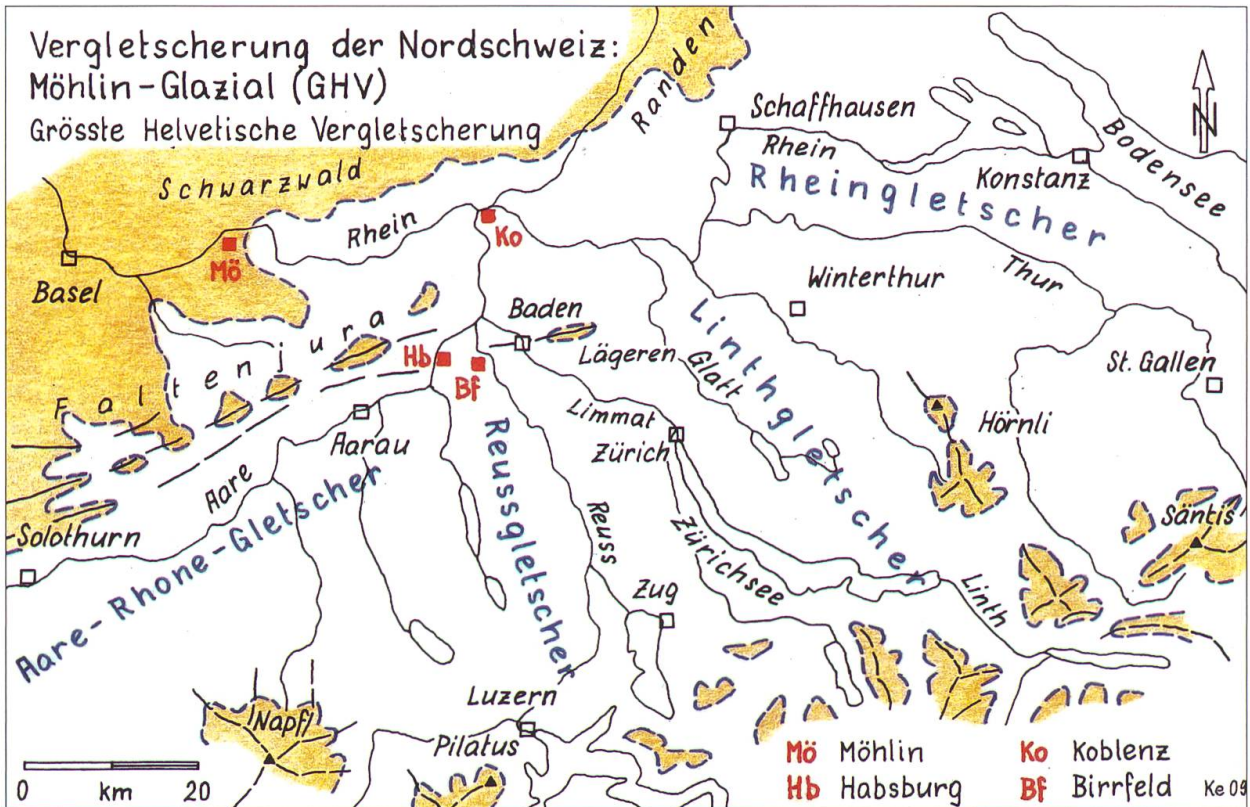 Vergletscherung der Nordschweiz:
Möhlin-Glazial (GHV)
Grösste Helvetische Vergletscherung
Randen
Schaffhausen
Rhein
Rheingletscher
Konstanz
Bodensee
N
Schwarzwald
Rhein
Ko
Mö
Basel
Winterthur
Thur
Baden
Lägeren
Faltenjura
Hb
Bf
Linthgletscher
Glatt
St. Gallen
Hörnli
Limmat
Zürich
Aarau
Aare
Reussgletscher
Reuss
Solothurn
Aare-Rhone-Gletscher
Säntis
Zürichsee
Linth
Zug
Luzern
Napf
Pilatus
Mö Möhlin
Ko Koblenz
Hb Habsburg
Bf Birrfeld
0 km 20
Ke 09